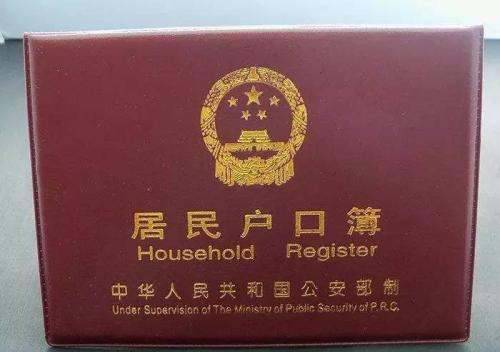 居民户口簿
Household Register
中华人民共和国公安部制
Under Supervision of The Ministry of Public Security of P.R.C.